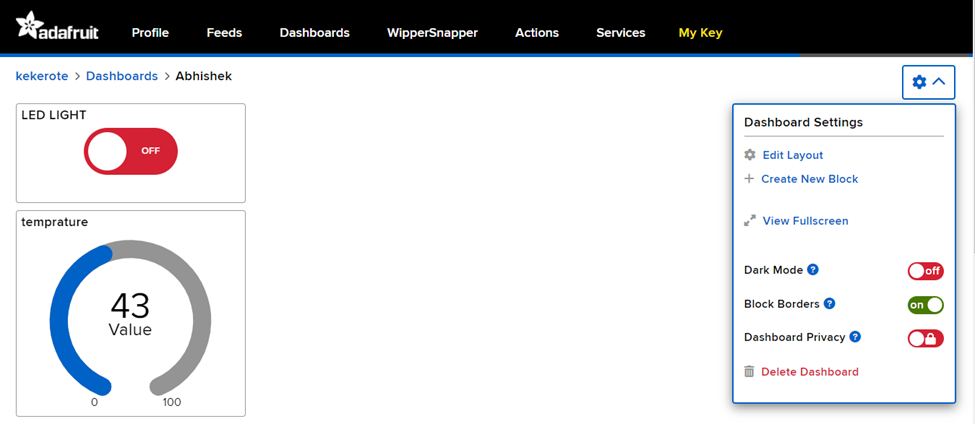 adafruit Profile Feeds Dashboards WipperSnapper Actions Services My Key
kekerote > Dashboards > Abhishek
LED LIGHT
OFF
temprature
43
Value
0 100
Dashboard Settings
Edit Layout
Create New Block
View Fullscreen
Dark Mode ? off
Block Borders ? on
Dashboard Privacy ?
Delete Dashboard